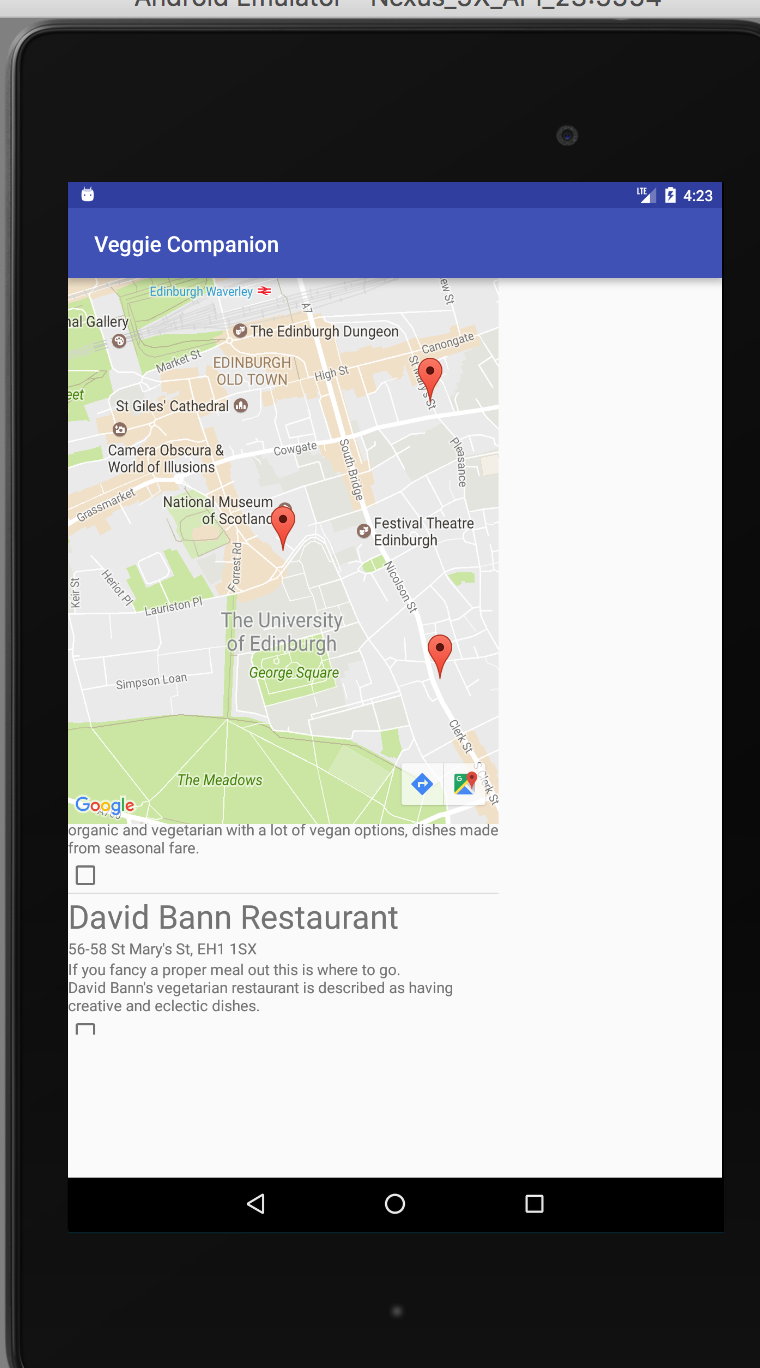 Android Emulator - Nexus_5X_API_23:5554
LTE
4:23
Veggie Companion
Edinburgh Waverley
ew St
nal Gallery
A7
The Edinburgh Dungeon
Market St
EDINBURGH
OLD TOWN
High St
Canongate
St Mary's St
eet
St Giles' Cathedral
Camera Obscura &
World of Illusions
Cowgate
South Bridge
Pleasance
Grassmarket
National Museum
of Scotland
Festival Theatre
Edinburgh
Forrest Rd
Keir St
Heriot Pl
Lauriston Pl
Nicolson St
The University
of Edinburgh
George Square
Simpson Loan
Clerk St
S Clerk St
The Meadows
G
Google
A700
organic and vegetarian with a lot of vegan options, dishes made
from seasonal fare.
David Bann Restaurant
56-58 St Mary's St, EH1 1SX
If you fancy a proper meal out this is where to go.
David Bann's vegetarian restaurant is described as having
creative and eclectic dishes.